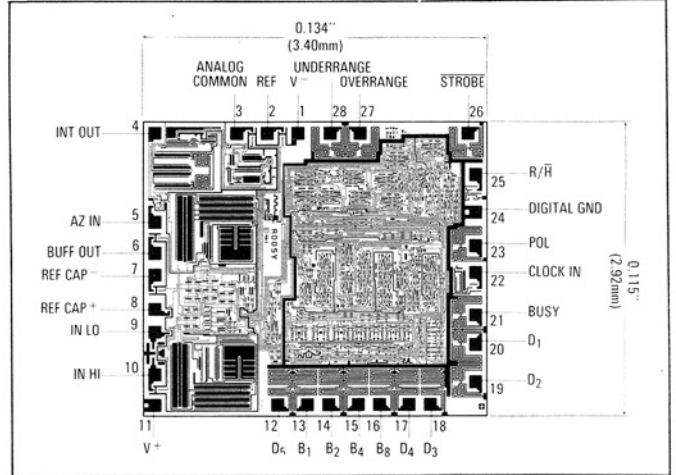 0.134"
(3.40mm)
ANALOG
COMMON
REF
V−
UNDERRANGE
OVERRANGE
S̅T̅R̅O̅B̅E̅
INT OUT
4
3
2
1
28
27
26
R/H̅
25
24
DIGITAL GND
AZ IN
5
POL
23
BUFF OUT
6
REF CAP−
7
CLOCK IN
22
REF CAP+
8
BUSY
21
IN LO
9
D1
20
IN HI
10
D2
19
0.115"
(2.92mm)
11
V+
12
13
14
15
16
17
18
D5
B1
B2
B4
B8
D4
D3